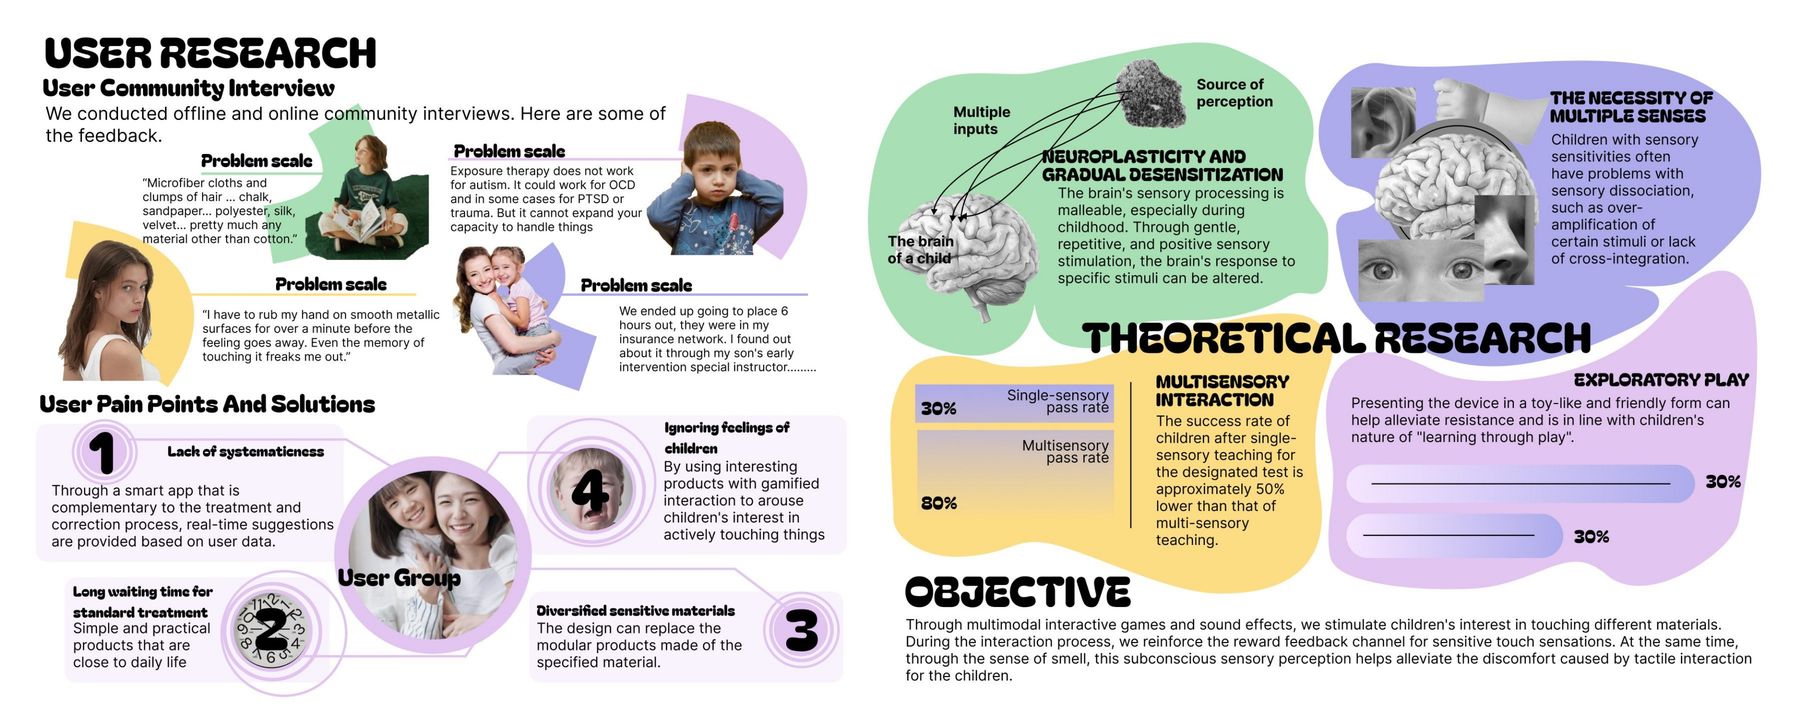 USER RESEARCH
User Community Interview
We conducted offline and online community interviews. Here are some of
the feedback.
Problem scale
“Microfiber cloths and
clumps of hair ... chalk,
sandpaper... polyester, silk,
velvet... pretty much any
material other than cotton.”
Problem scale
Exposure therapy does not work
for autism. It could work for OCD
and in some cases for PTSD or
trauma. But it cannot expand your
capacity to handle things
Problem scale
“I have to rub my hand on smooth metallic
surfaces for over a minute before the
feeling goes away. Even the memory of
touching it freaks me out.”
Problem scale
We ended up going to place 6
hours out, they were in my
insurance network. I found out
about it through my son's early
intervention special instructor.........
User Pain Points And Solutions
1
Lack of systematicness
Through a smart app that is
complementary to the treatment and
correction process, real-time suggestions
are provided based on user data.
Long waiting time for
standard treatment
Simple and practical
products that are
close to daily life
2
User Group
4
Ignoring feelings of
children
By using interesting
products with gamified
interaction to arouse
children's interest in
actively touching things
Diversified sensitive materials
The design can replace the
modular products made of the
specified material.
3
Multiple
inputs
Source of
perception
The brain
of a child
NEUROPLASTICITY AND
GRADUAL DESENSITIZATION
The brain's sensory processing is
malleable, especially during
childhood. Through gentle,
repetitive, and positive sensory
stimulation, the brain's response to
specific stimuli can be altered.
THE NECESSITY OF
MULTIPLE SENSES
Children with sensory
sensitivities often
have problems with
sensory dissociation,
such as over-
amplification of
certain stimuli or lack
of cross-integration.
THEORETICAL RESEARCH
30%
Single-sensory
pass rate
Multisensory
pass rate
80%
MULTISENSORY
INTERACTION
The success rate of
children after single-
sensory teaching for
the designated test is
approximately 50%
lower than that of
multi-sensory
teaching.
EXPLORATORY PLAY
Presenting the device in a toy-like and friendly form can
help alleviate resistance and is in line with children's
nature of "learning through play".
30%
30%
OBJECTIVE
Through multimodal interactive games and sound effects, we stimulate children's interest in touching different materials.
During the interaction process, we reinforce the reward feedback channel for sensitive touch sensations. At the same time,
through the sense of smell, this subconscious sensory perception helps alleviate the discomfort caused by tactile interaction
for the children.